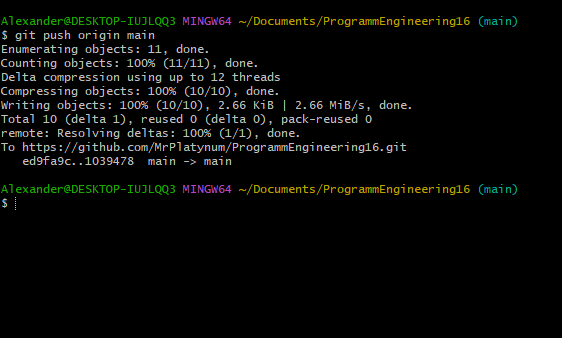 Alexander@DESKTOP-IUJLQQ3 MINGW64 ~/Documents/ProgrammEngineering16 (main)
$ git push origin main
Enumerating objects: 11, done.
Counting objects: 100% (11/11), done.
Delta compression using up to 12 threads
Compressing objects: 100% (10/10), done.
Writing objects: 100% (10/10), 2.66 KiB | 2.66 MiB/s, done.
Total 10 (delta 1), reused 0 (delta 0), pack-reused 0
remote: Resolving deltas: 100% (1/1), done.
To https://github.com/MrPlatynum/ProgrammEngineering16.git
   ed9fa9c..1039478  main -> main
Alexander@DESKTOP-IUJLQQ3 MINGW64 ~/Documents/ProgrammEngineering16 (main)
$